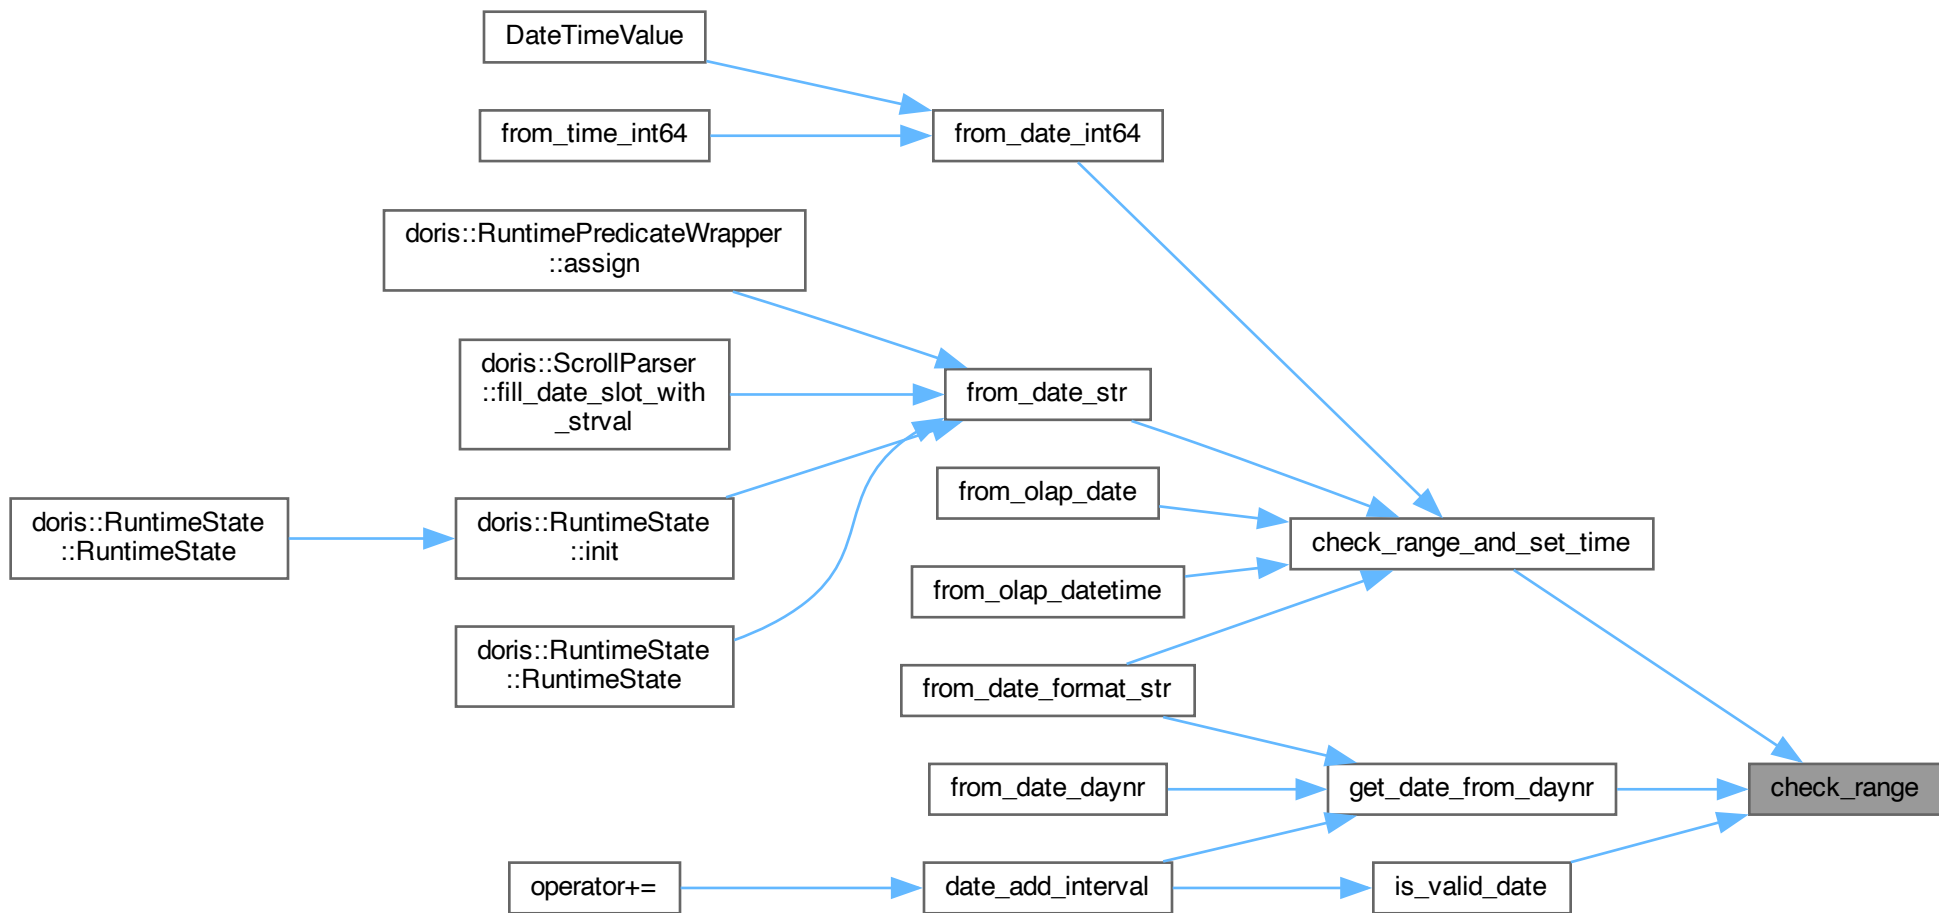 DateTimeValue
from_time_int64
from_date_int64
doris::RuntimePredicateWrapper
::assign
doris::ScrollParser
::fill_date_slot_with
_strval
from_date_str
from_olap_date
doris::RuntimeState
::RuntimeState
doris::RuntimeState
::init
check_range_and_set_time
from_olap_datetime
doris::RuntimeState
::RuntimeState
from_date_format_str
from_date_daynr
get_date_from_daynr
check_range
operator+=
date_add_interval
is_valid_date